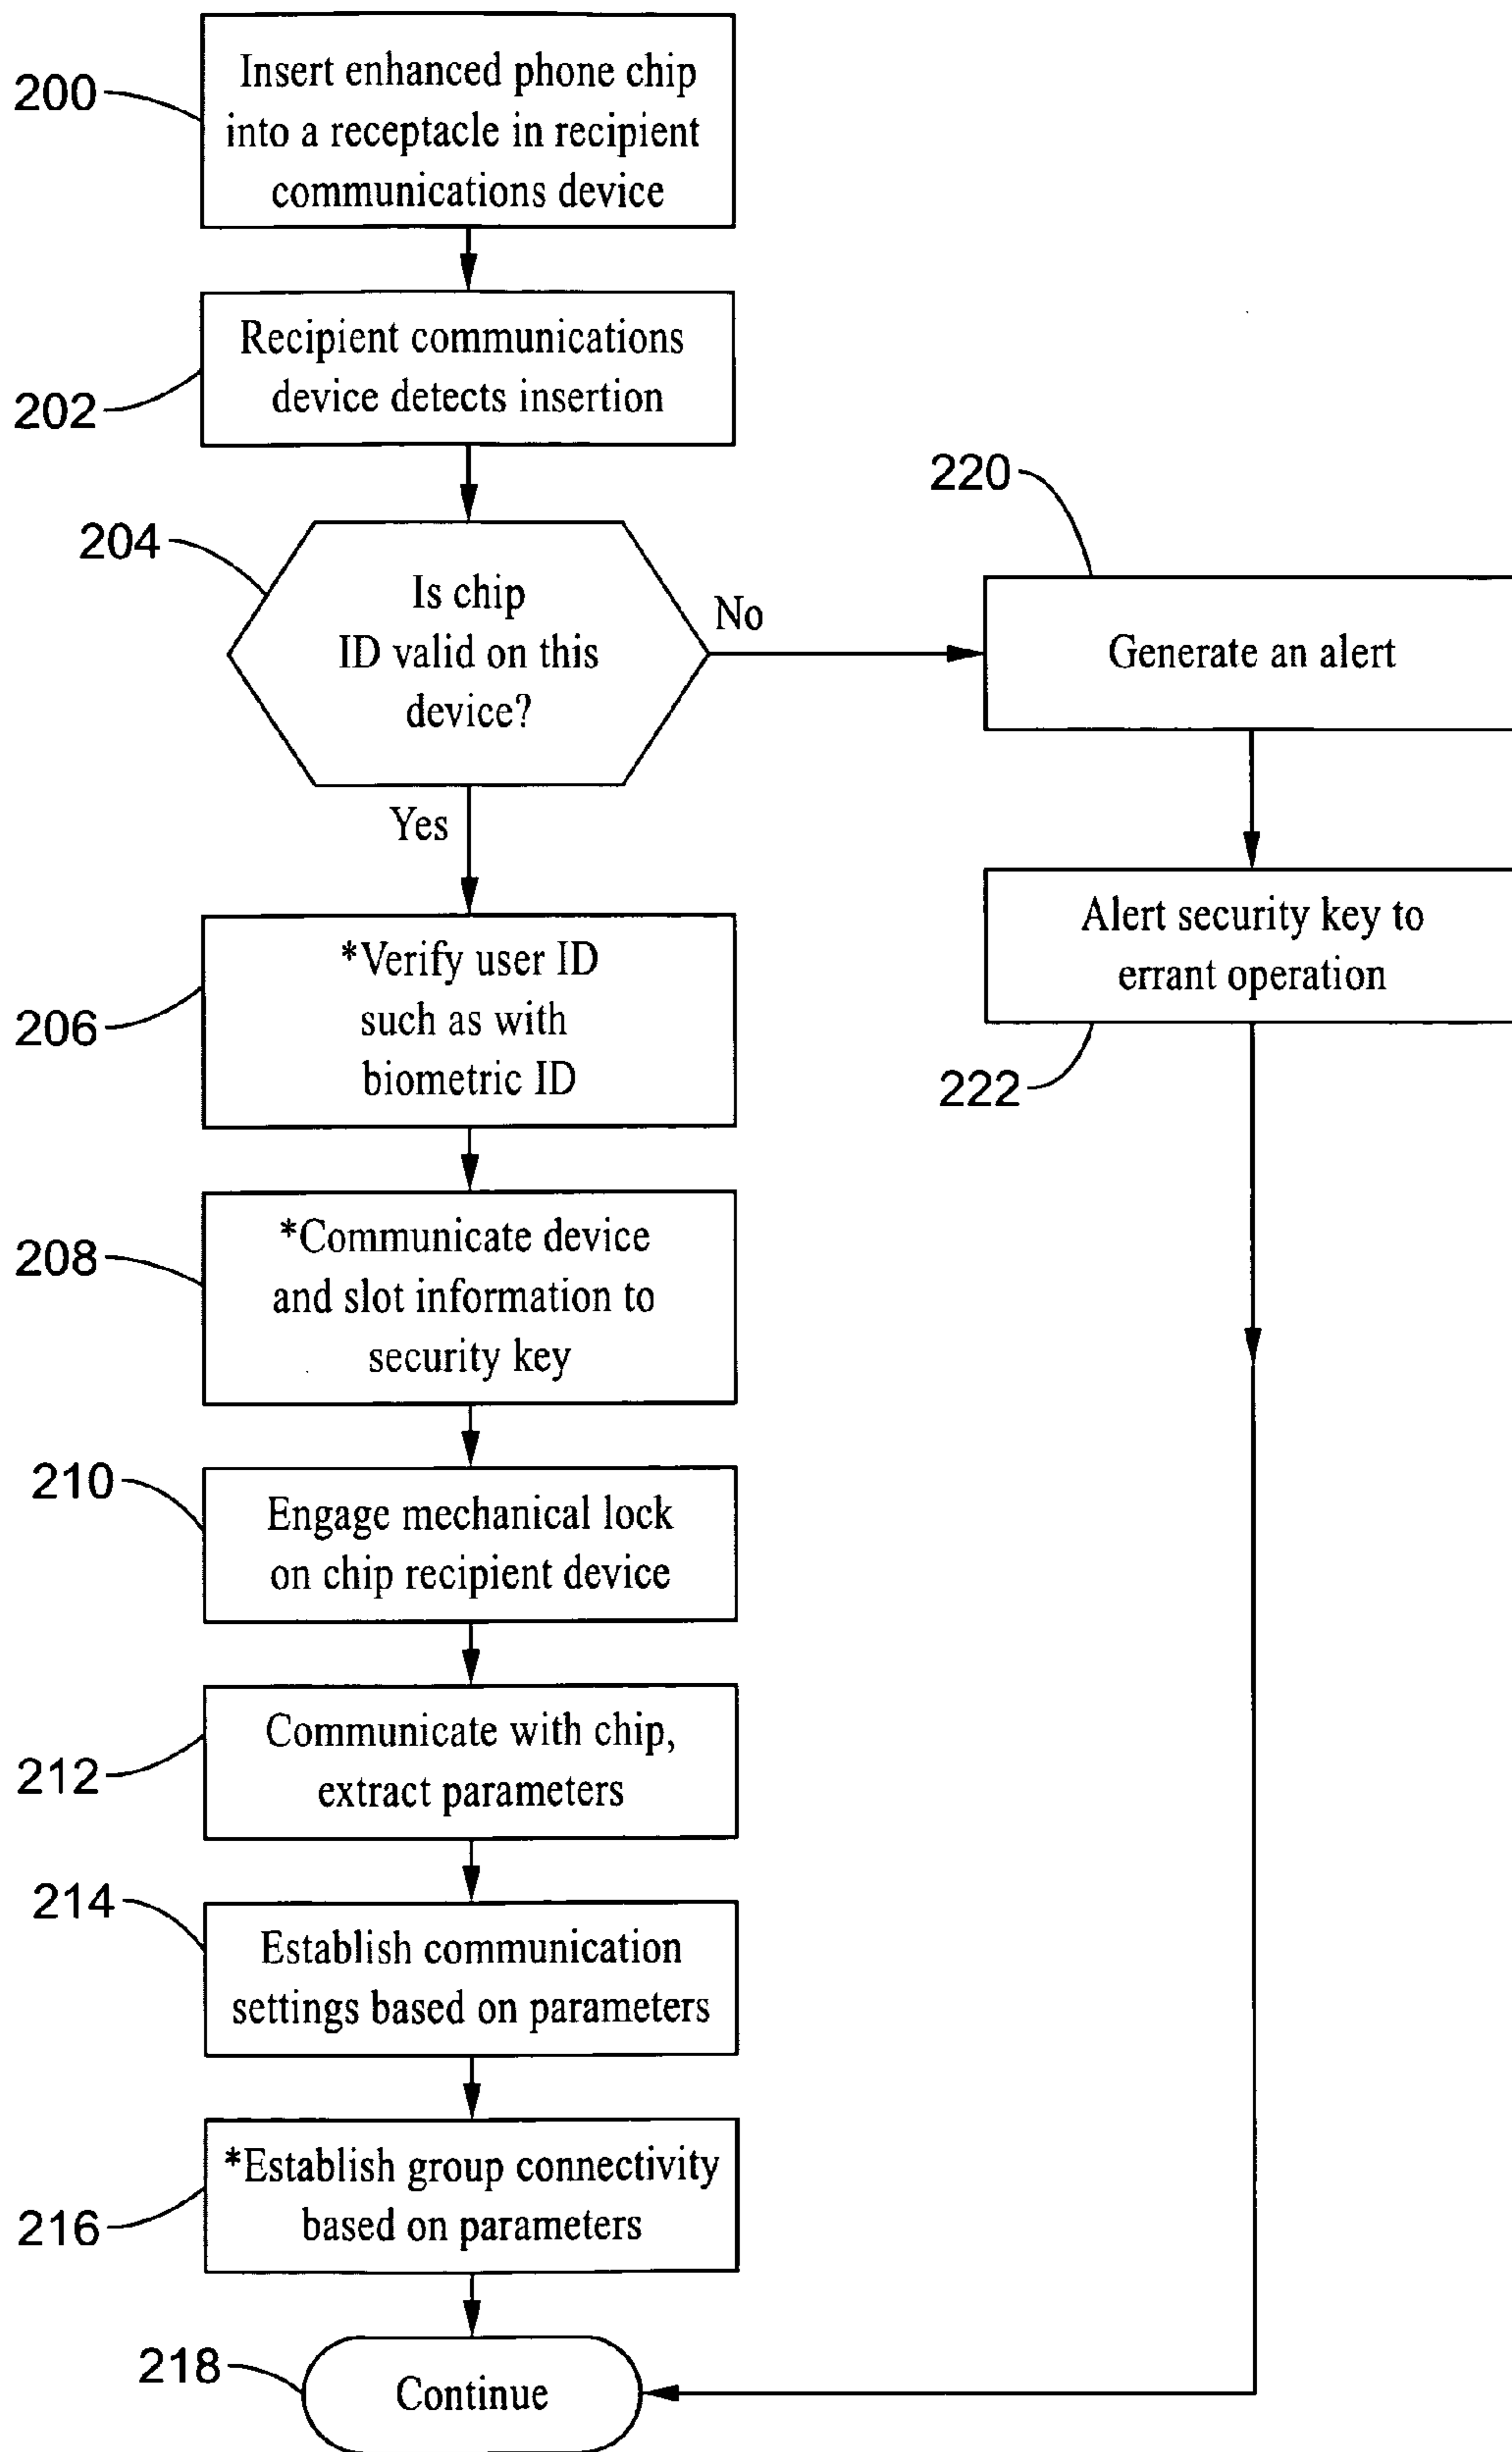 200
Insert enhanced phone chip
into a receptacle in recipient
communications device
202
Recipient communications
device detects insertion
204
Is chip
ID valid on this
device?
No
Yes
220
Generate an alert
Alert security key to
errant operation
222
206
*Verify user ID
such as with
biometric ID
208
*Communicate device
and slot information to
security key
210
Engage mechanical lock
on chip recipient device
212
Communicate with chip,
extract parameters
214
Establish communication
settings based on parameters
216
*Establish group connectivity
based on parameters
218
Continue